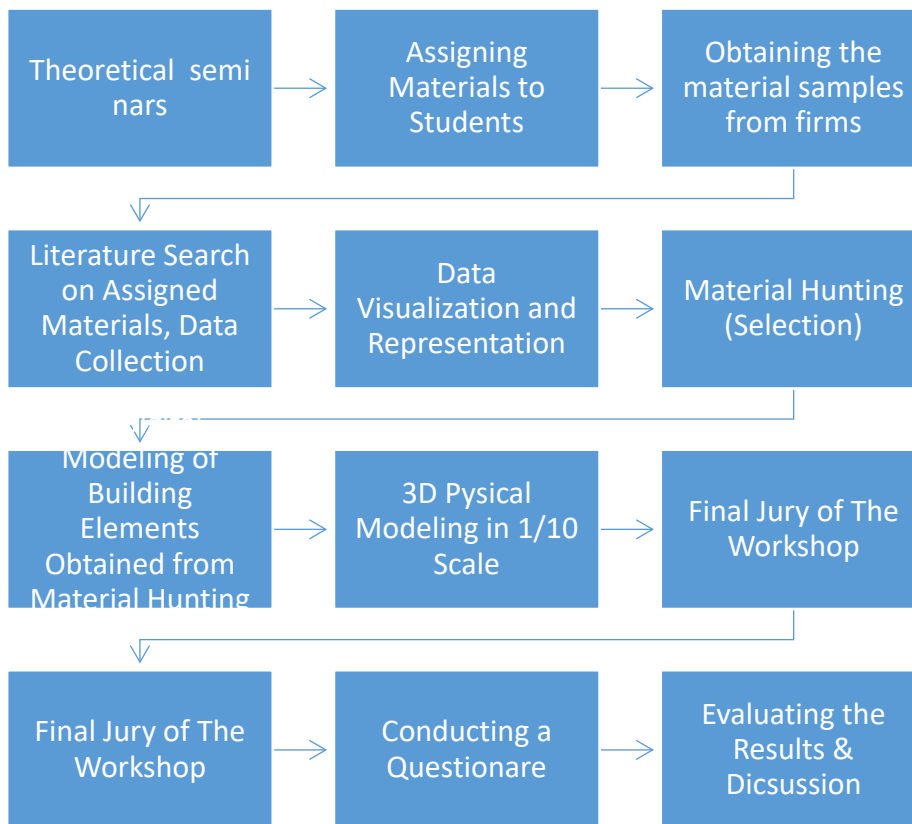 Theoretical semi
nars
Assigning
Materials to
Students
Obtaining the
material samples
from firms
Literature Search
on Assigned
Materials, Data
Collection
Data
Visualization and
Representation
Material Hunting
(Selection)
Modeling of
Building
Elements
Obtained from
Material Hunting
3D Pysical
Modeling in 1/10
Scale
Final Jury of The
Workshop
Final Jury of The
Workshop
Conducting a
Questionare
Evaluating the
Results &
Dicsussion